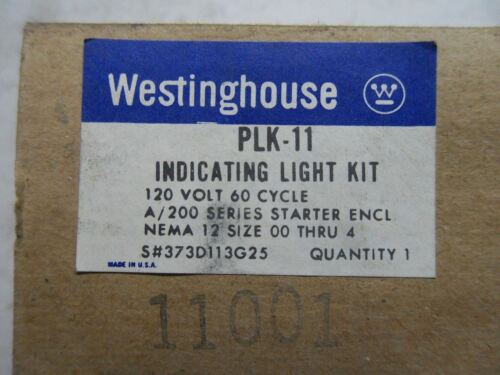 Westinghouse W
PLK-11
INDICATING LIGHT KIT
120 VOLT 60 CYCLE
A/200 SERIES STARTER ENCL
NEMA 12 SIZE 00 THRU 4
S#373D113G25 QUANTITY 1
MADE IN U.S.A.
11001